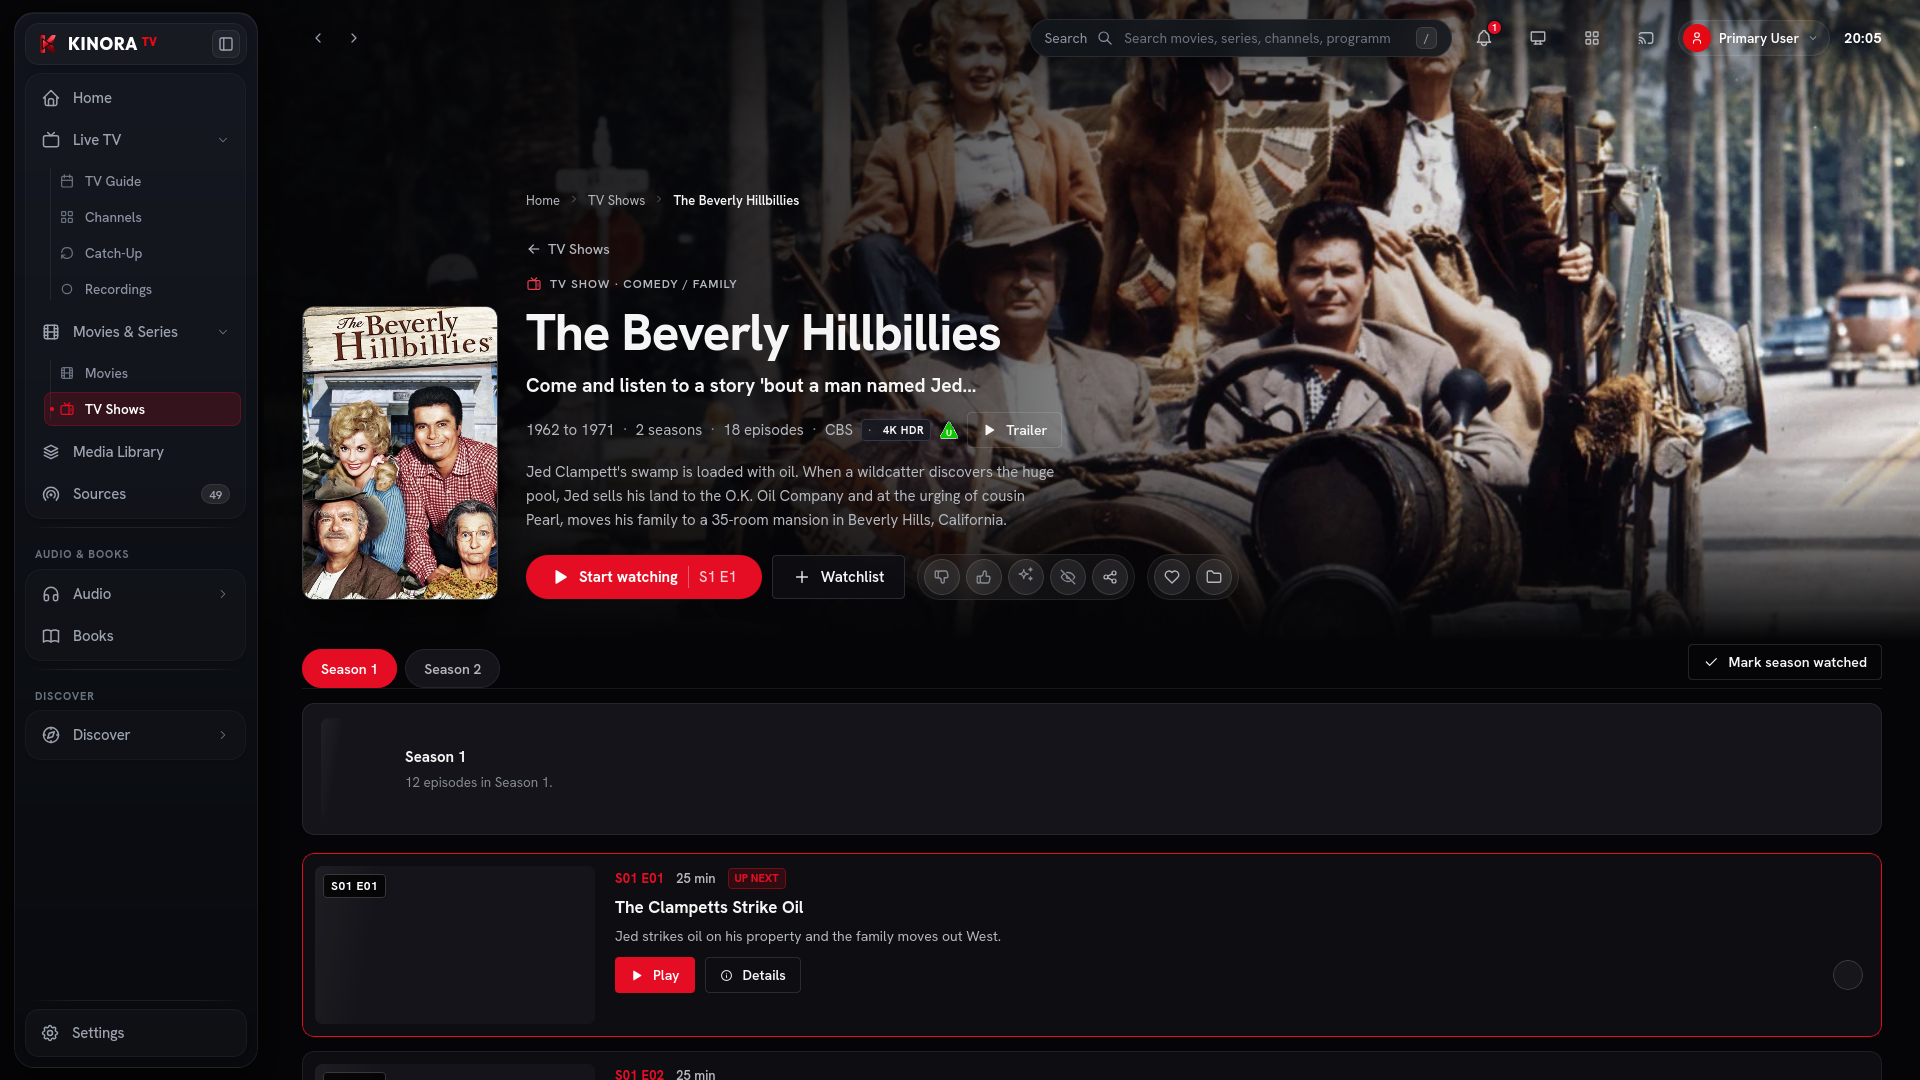 KINORA TV
Search
Search movies, series, channels, programm
/
1
Primary User
20:05
Home
Live TV
TV Guide
Channels
Catch-Up
Recordings
Movies & Series
Movies
TV Shows
Media Library
Sources
49
AUDIO & BOOKS
Audio
Books
DISCOVER
Discover
Settings
Home
TV Shows
The Beverly Hillbillies
TV Shows
TV SHOW · COMEDY / FAMILY
The Beverly
Hillbillies
The Beverly Hillbillies
Come and listen to a story 'bout a man named Jed...
1962 to 1971 · 2 seasons · 18 episodes · CBS · 4K HDR U Trailer
Jed Clampett's swamp is loaded with oil. When a wildcatter discovers the huge
pool, Jed sells his land to the O.K. Oil Company and at the urging of cousin
Pearl, moves his family to a 35-room mansion in Beverly Hills, California.
Start watching S1 E1
Watchlist
Season 1
Season 2
Mark season watched
Season 1
12 episodes in Season 1.
S01 E01
S01 E01 25 min UP NEXT
The Clampetts Strike Oil
Jed strikes oil on his property and the family moves out West.
Play
Details
S01 E02 25 min